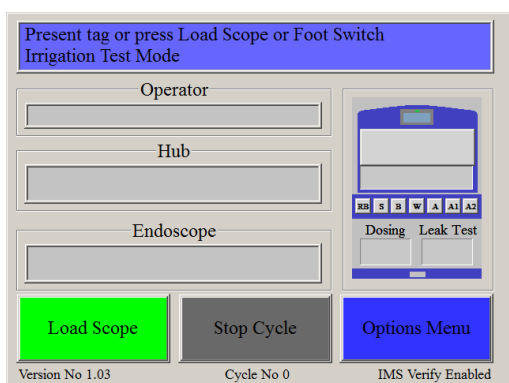 Present tag or press Load Scope or Foot Switch
Irrigation Test Mode
Operator
Hub
Endoscope
RB S B W A A1 A2
Dosing Leak Test
Load Scope Stop Cycle Options Menu
Version No 1.03 Cycle No 0 IMS Verify Enabled